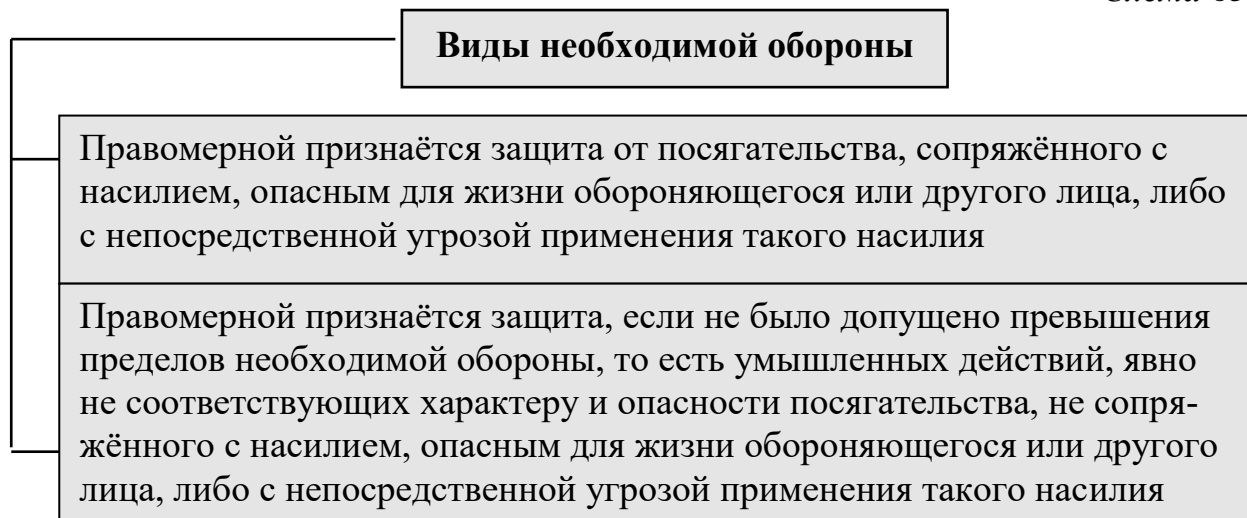 Виды необходимой обороны
Правомерной признаётся защита от посягательства, сопряжённого с
насилием, опасным для жизни обороняющегося или другого лица, либо
с непосредственной угрозой применения такого насилия
Правомерной признаётся защита, если не было допущено превышения
пределов необходимой обороны, то есть умышленных действий, явно
не соответствующих характеру и опасности посягательства, не сопря-
жённого с насилием, опасным для жизни обороняющегося или другого
лица, либо с непосредственной угрозой применения такого насилия